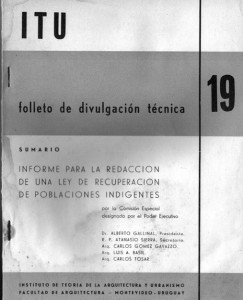 ITU
folleto de divulgación técnica
19
SUMARIO
INFORME PARA LA REDACCION
DE UNA LEY DE RECUPERACION
DE POBLACIONES INDIGENTES
por la Comisión Especial
designada por el Poder Ejecutivo
Dr. ALBERTO GALLINAL, Presidente.
R. P. ATANASIO SIERRA, Secretario.
Arq. CARLOS GOMEZ GAVAZZO.
Arq. LUIS A. BASIL.
Arq. CARLOS TOSAR.
INSTITUTO DE TEORIA DE LA ARQUITECTURA Y URBANISMO
FACULTAD DE ARQUITECTURA - MONTEVIDEO - URUGUAY